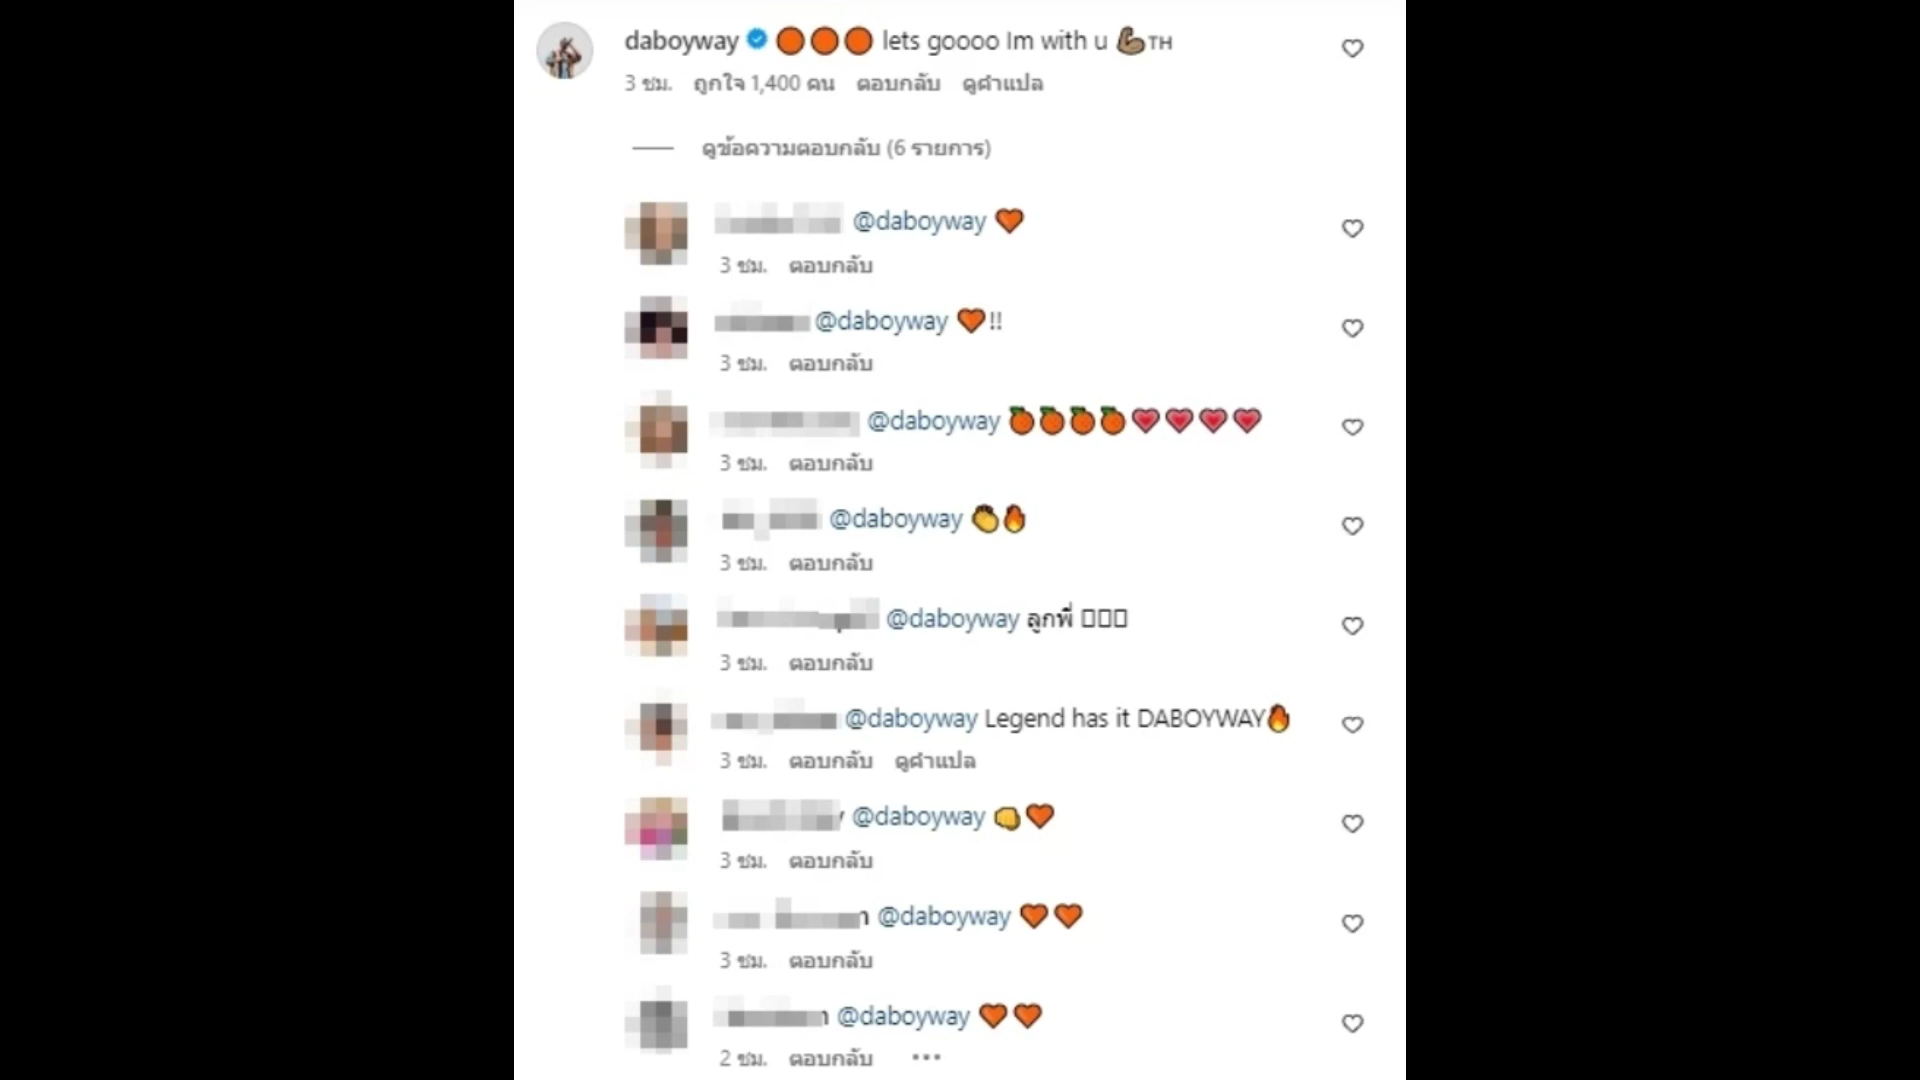 daboyway 🟠🟠🟠 lets goooo Im with u 💪🏽TH
3 ชม. ถูกใจ 1,400 คน ตอบกลับ ดูคำแปล
ดูข้อความตอบกลับ (6 รายการ)
@daboyway 🧡
3 ชม. ตอบกลับ
@daboyway 🧡!!
3 ชม. ตอบกลับ
@daboyway 🍊🍊🍊🍊💗💗💗💗
3 ชม. ตอบกลับ
@daboyway 👏🔥
3 ชม. ตอบกลับ
@daboyway ลูกพี่ □□□
3 ชม. ตอบกลับ
@daboyway Legend has it DABOYWAY🔥
3 ชม. ตอบกลับ ดูคำแปล
@daboyway 👊🧡
3 ชม. ตอบกลับ
@daboyway 🧡🧡
3 ชม. ตอบกลับ
@daboyway 🧡🧡
2 ชม. ตอบกลับ •••